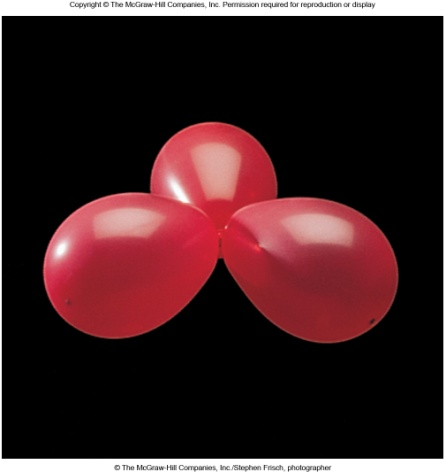 Copyright © The McGraw-Hill Companies, Inc. Permission required for reproduction or display
© The McGraw-Hill Companies, Inc./Stephen Frisch, photographer